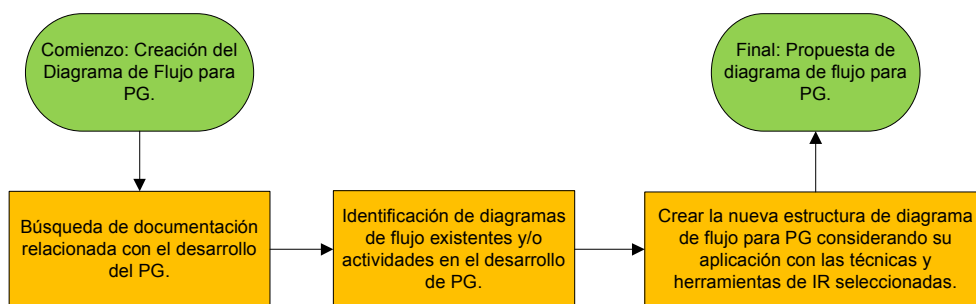 Comienzo: Creación del
Diagrama de Flujo para
PG.
Búsqueda de documentación
relacionada con el desarrollo
del PG.
Identificación de diagramas
de flujo existentes y/o
actividades en el desarrollo
de PG.
Crear la nueva estructura de diagrama
de flujo para PG considerando su
aplicación con las técnicas y
herramientas de IR seleccionadas.
Final: Propuesta de
diagrama de flujo para
PG.